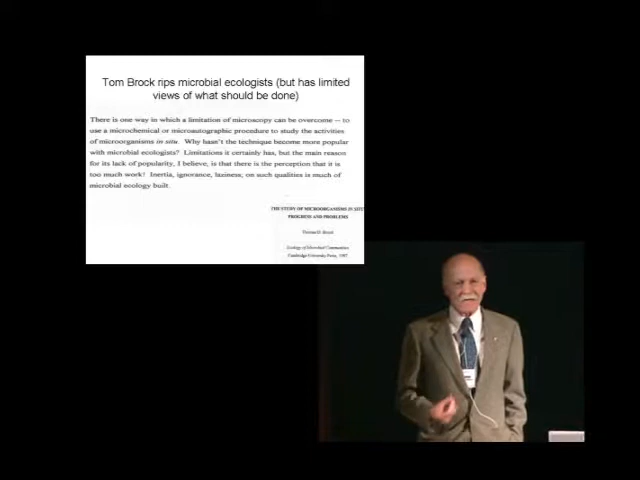 Tom Brock rips microbial ecologists (but has limited
views of what should be done)
There is one way in which a limitation of microscopy can be overcome -- to
use a microchemical or microautographic procedure to study the activities
of microorganisms in situ. Why hasn't the technique become more popular
with microbial ecologists? Limitations it certainly has, but the main reason
for its lack of popularity, I believe, is that there is the perception that it is
too much work! Inertia, ignorance, laziness; on such qualities is much of
microbial ecology built.
THE STUDY OF MICROORGANISMS IN SITU:
PROGRESS AND PROBLEMS
Thomas D. Brock
Ecology of Microbial Communities
Cambridge University Press, 1987